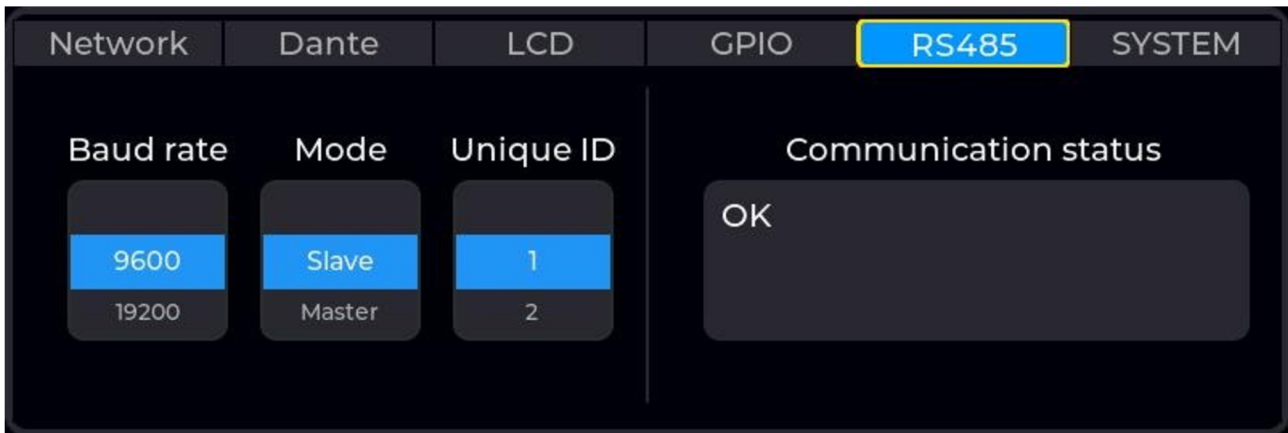 Network Dante LCD GPIO RS485 SYSTEM
Baud rate Mode Unique ID Communication status
OK
9600 Slave 1
19200 Master 2